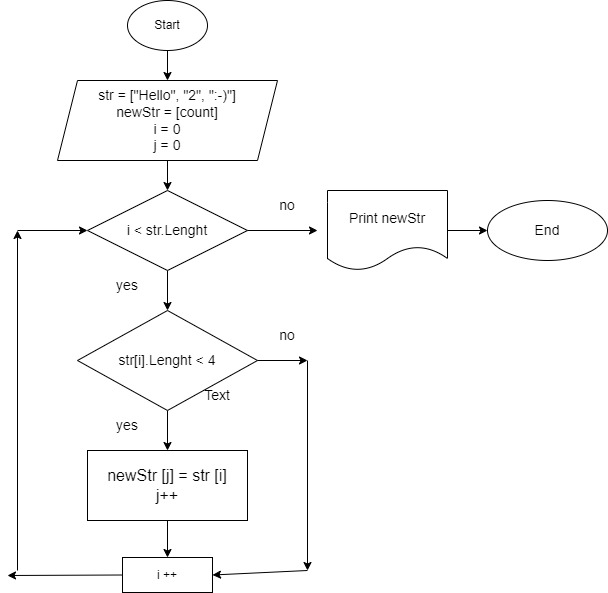 Start
str = ["Hello", "2", ":-)"]
newStr = [count]
i = 0
j = 0
i < str.Lenght
no
Print newStr
End
yes
str[i].Lenght < 4
no
Text
yes
newStr [j] = str [i]
j++
i ++